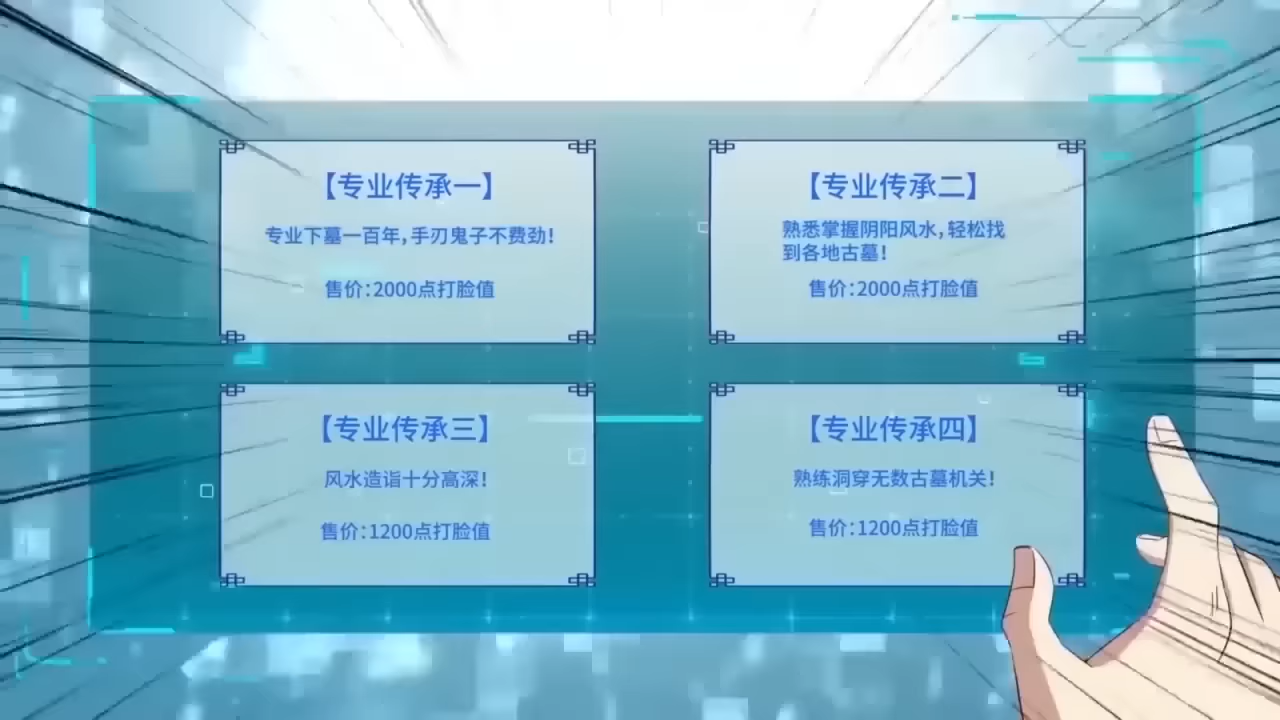 【专业传承一】
专业下墓一百年，手刃鬼子不费劲！
售价：2000点打脸值
【专业传承二】
熟悉掌握阴阳风水，轻松找
到各地古墓！
售价：2000点打脸值
【专业传承三】
风水造诣十分高深！
售价：1200点打脸值
【专业传承四】
熟练洞穿无数古墓机关！
售价：1200点打脸值